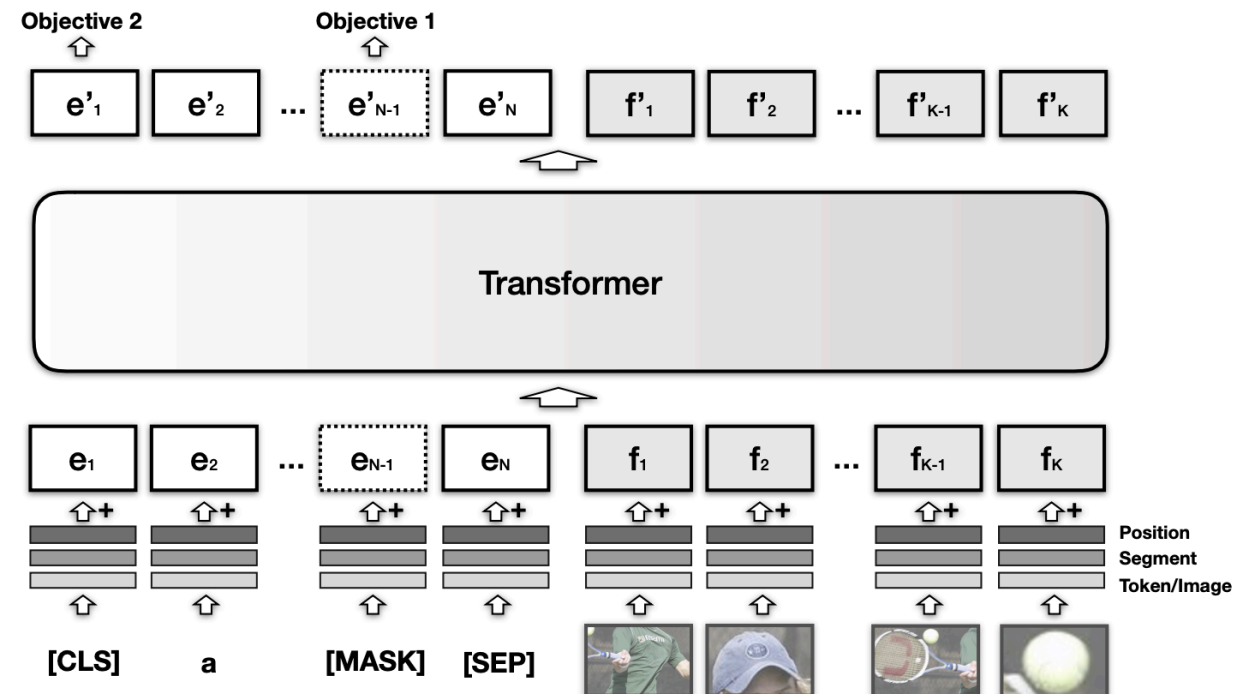 Objective 2 Objective 1
e'1 e'2 ... e'N-1 e'N f'1 f'2 ... f'K-1 f'K
Transformer
e1 e2 ... eN-1 eN f1 f2 ... fK-1 fK
+ + + + + + + +
Position
Segment
Token/Image
[CLS] a [MASK] [SEP]